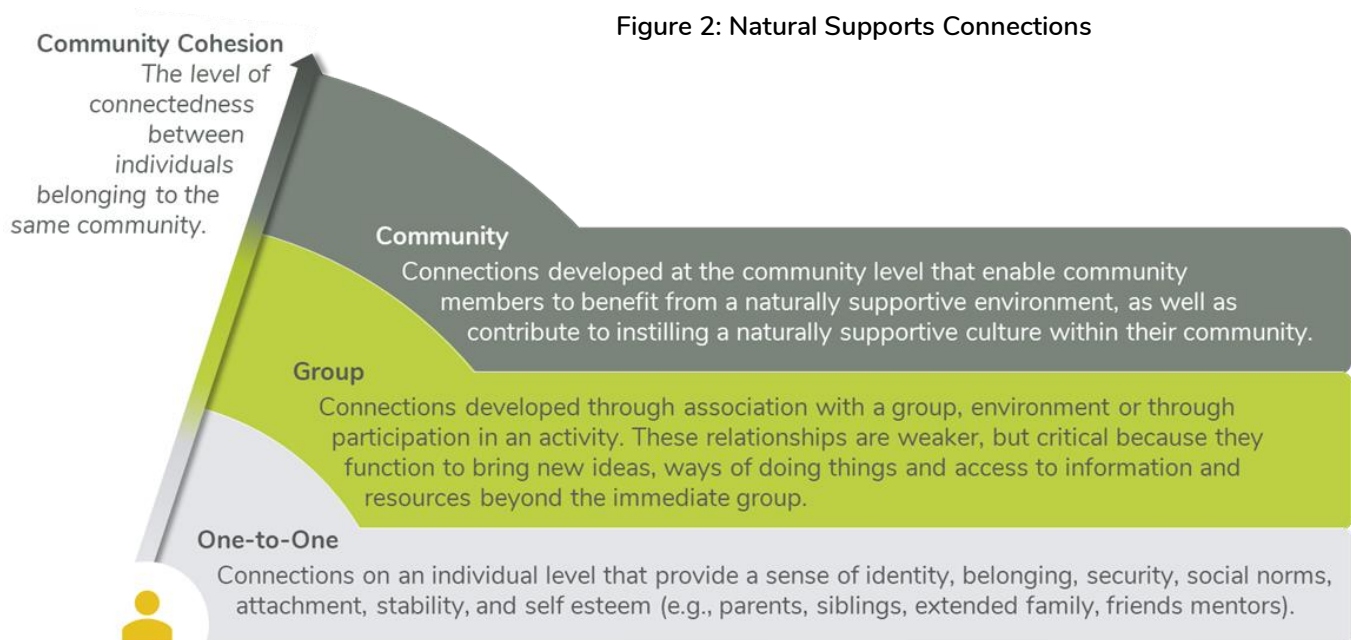 Figure 2: Natural Supports Connections
Community Cohesion
The level of
connectedness
between
individuals
belonging to the
same community.
Community
Connections developed at the community level that enable community
members to benefit from a naturally supportive environment, as well as
contribute to instilling a naturally supportive culture within their community.
Group
Connections developed through association with a group, environment or through
participation in an activity. These relationships are weaker, but critical because they
function to bring new ideas, ways of doing things and access to information and
resources beyond the immediate group.
One-to-One
Connections on an individual level that provide a sense of identity, belonging, security, social norms,
attachment, stability, and self esteem (e.g., parents, siblings, extended family, friends mentors).